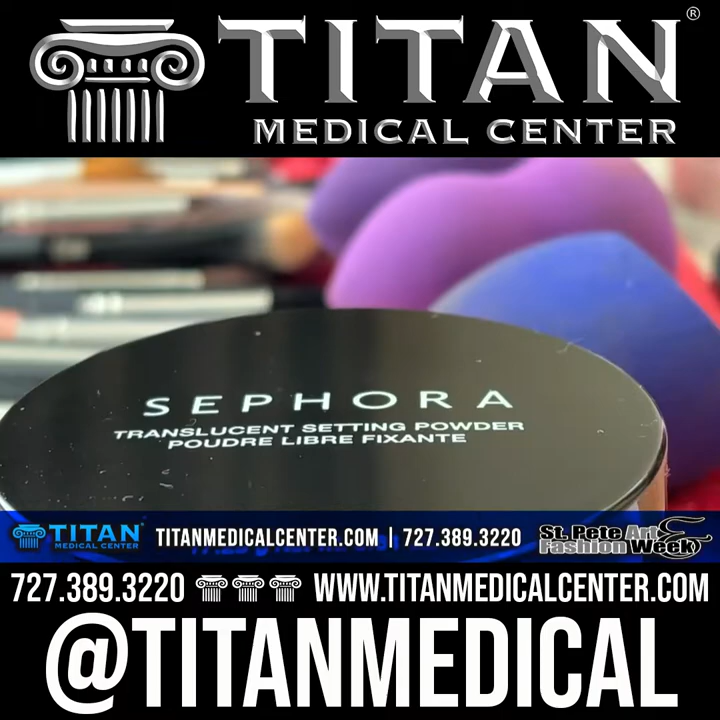 TITAN®
MEDICAL CENTER
SEPHORA
TRANSLUCENT SETTING POWDER
POUDRE LIBRE FIXANTE
TITAN
MEDICAL CENTER
TITANMEDICALCENTER.COM | 727.389.3220
St. Pete Art
Fashion Week
727.389.3220 WWW.TITANMEDICALCENTER.COM
@TITANMEDICAL